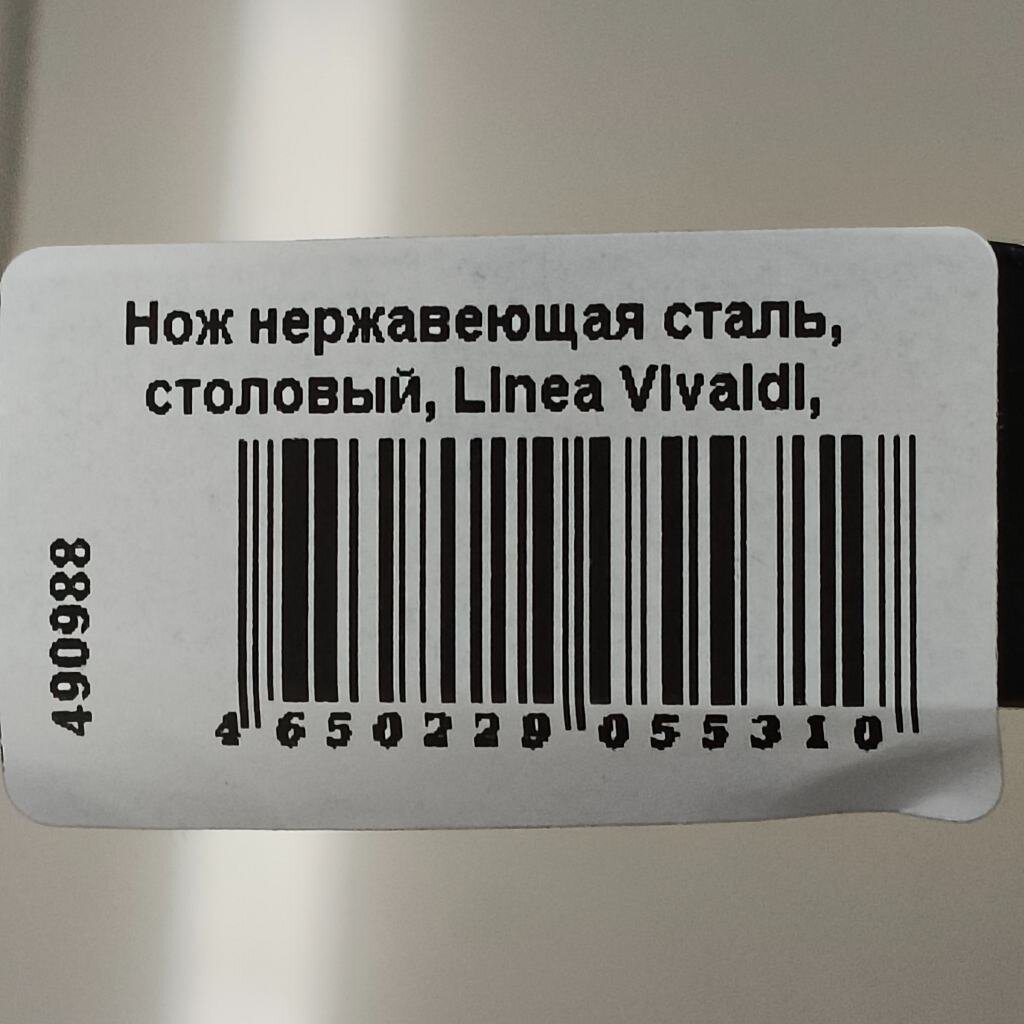 Нож нержавеющая сталь,
столовый, Linea Vivaldi,
490988
4 650229 055310